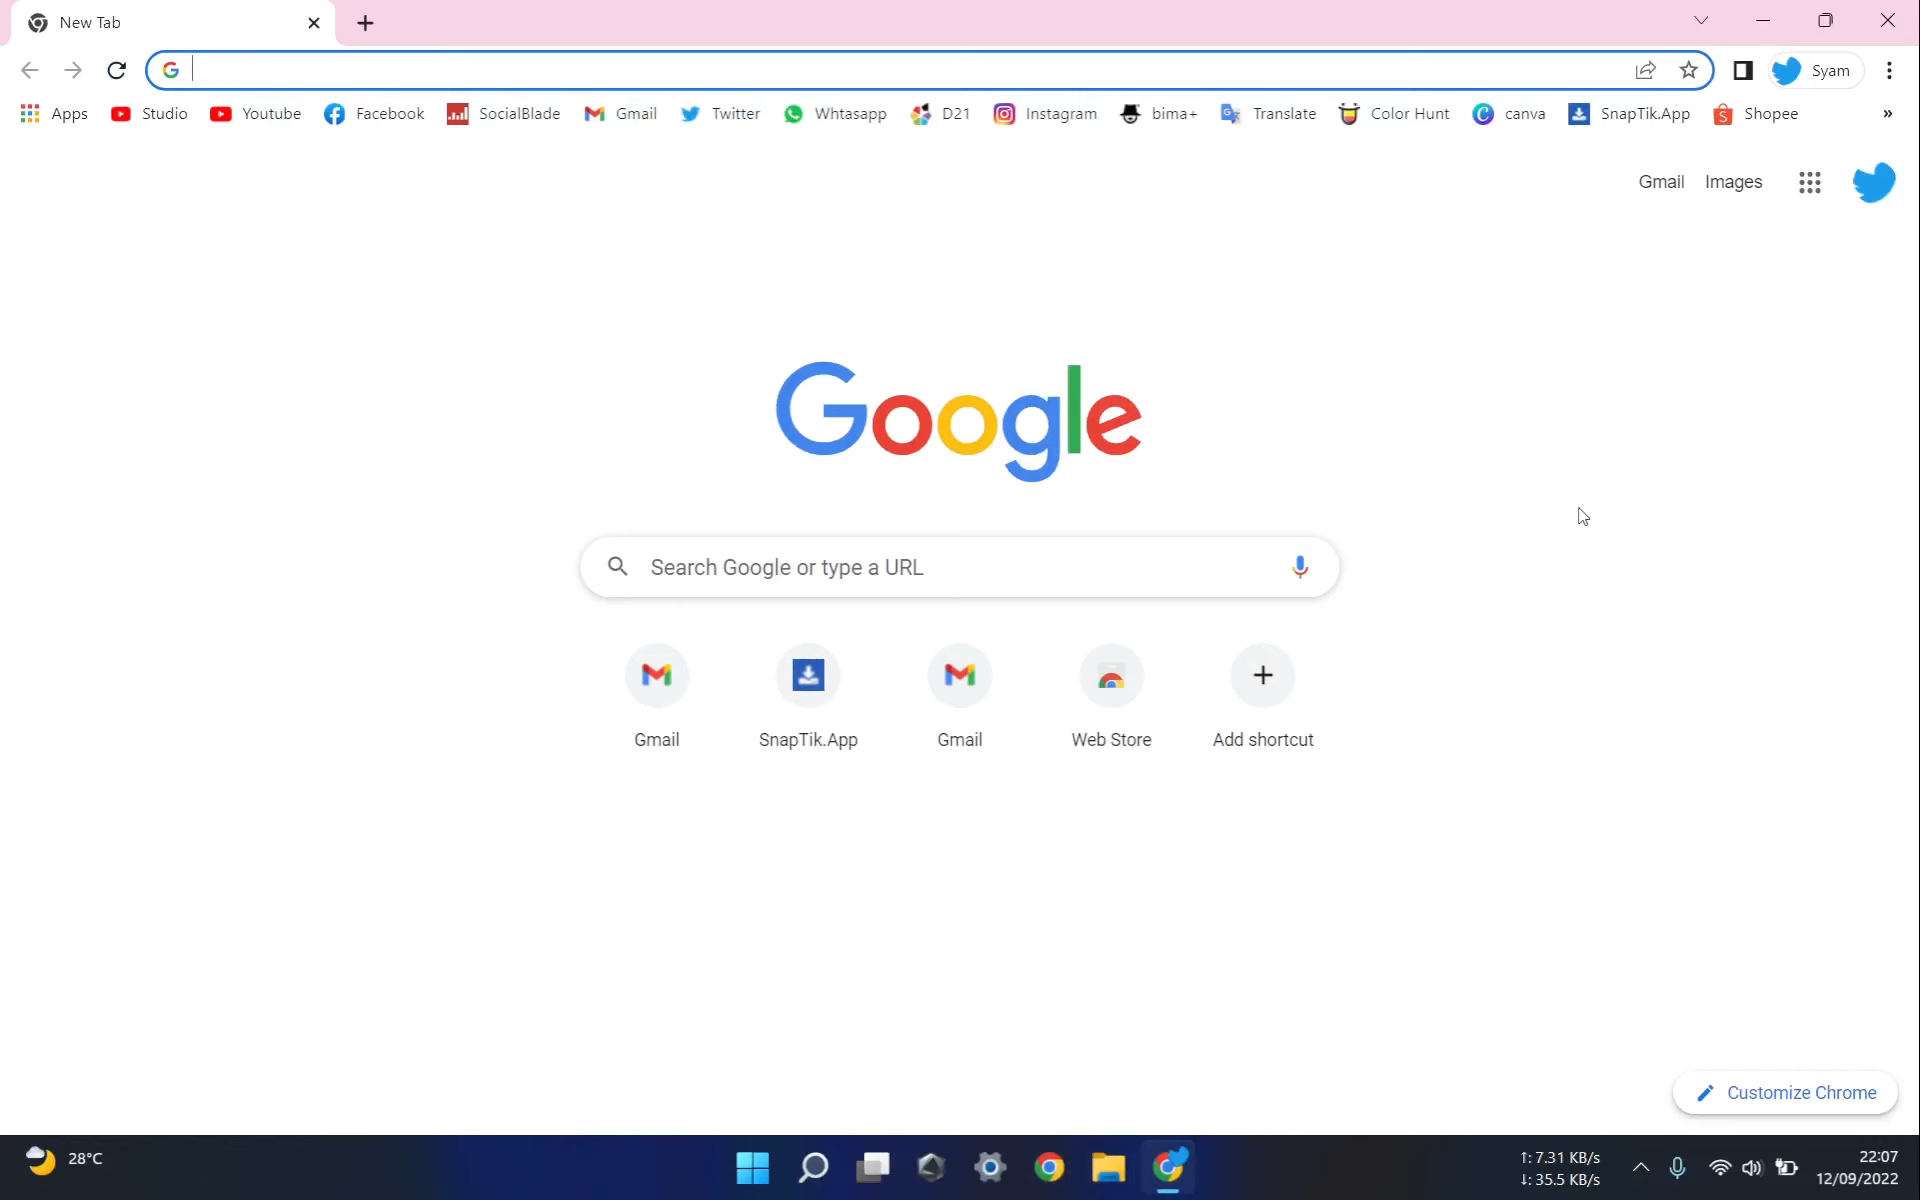 New Tab
Syam
Apps Studio Youtube Facebook SocialBlade Gmail Twitter Whtasapp D21 Instagram bima+ Translate Color Hunt canva SnapTik.App Shopee »
Gmail Images
Google
Search Google or type a URL
Gmail SnapTik.App Gmail Web Store Add shortcut
Customize Chrome
28°C
↑: 7.31 KB/s
↓: 35.5 KB/s
22:07
12/09/2022